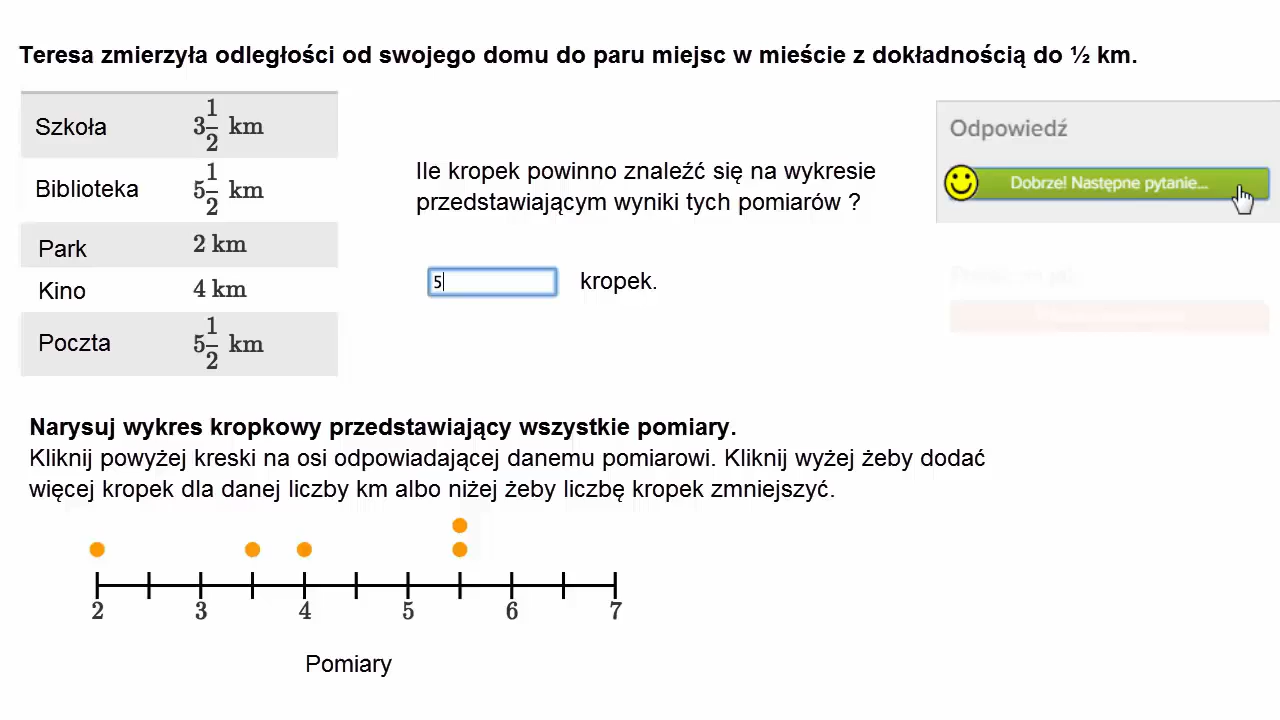 Teresa zmierzyła odległości od swojego domu do paru miejsc w mieście z dokładnością do ½ km.
Szkoła 3 1/2 km
Biblioteka 5 1/2 km
Park 2 km
Kino 4 km
Poczta 5 1/2 km
Ile kropek powinno znaleźć się na wykresie
przedstawiającym wyniki tych pomiarów ?
5 kropek.
Odpowiedź
Dobrze! Następne pytanie...
Narysuj wykres kropkowy przedstawiający wszystkie pomiary.
Kliknij powyżej kreski na osi odpowiadającej danemu pomiarowi. Kliknij wyżej żeby dodać
więcej kropek dla danej liczby km albo niżej żeby liczbę kropek zmniejszyć.
2 3 4 5 6 7
Pomiary